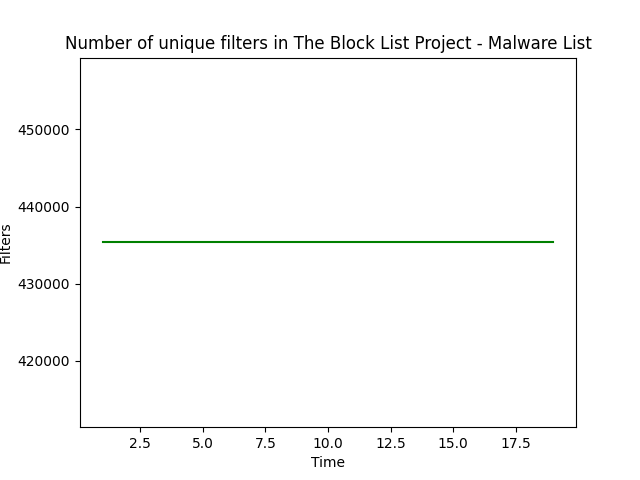 Number of unique filters in The Block List Project - Malware List
450000
440000
430000
420000
Filters
2.5 5.0 7.5 10.0 12.5 15.0 17.5
Time